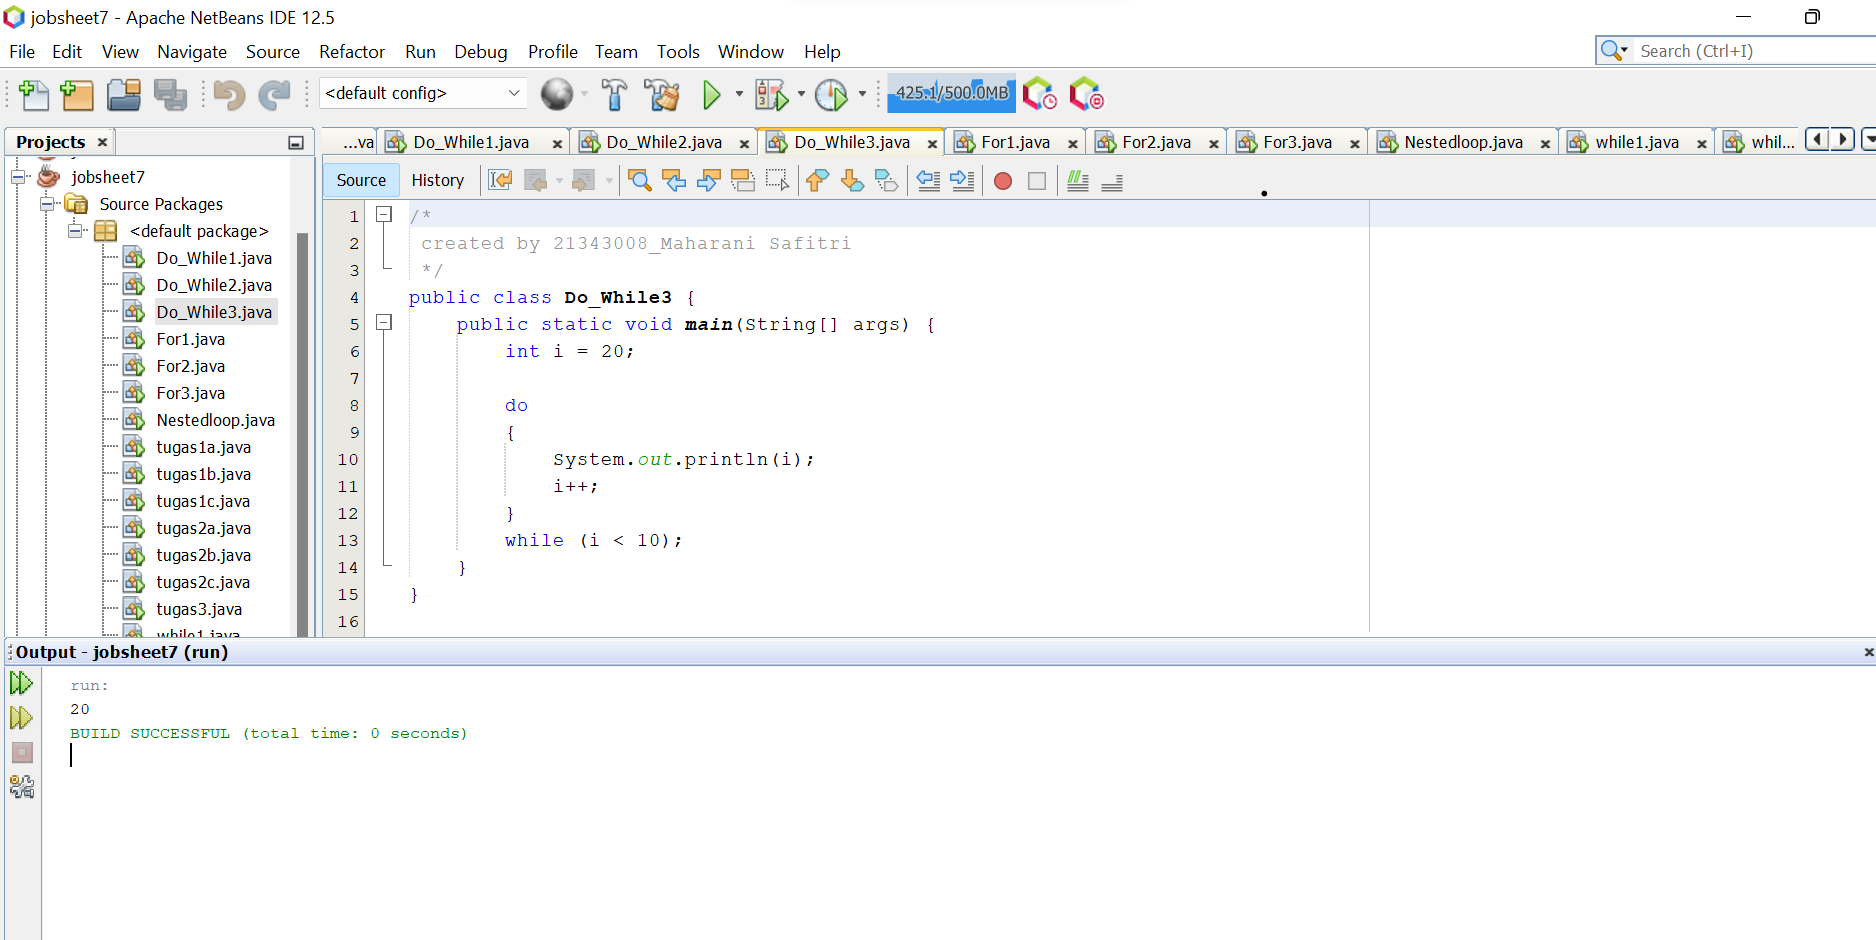 jobsheet7 - Apache NetBeans IDE 12.5
File Edit View Navigate Source Refactor Run Debug Profile Team Tools Window Help
Search (Ctrl+I)
<default config>
425.1/500.0MB
Projects
...va Do_While1.java Do_While2.java Do_While3.java For1.java For2.java For3.java Nestedloop.java while1.java whil...
Source History
jobsheet7
Source Packages
<default package>
Do_While1.java
Do_While2.java
Do_While3.java
For1.java
For2.java
For3.java
Nestedloop.java
tugas1a.java
tugas1b.java
tugas1c.java
tugas2a.java
tugas2b.java
tugas2c.java
tugas3.java
while1.java
1 /*
2 created by 21343008_Maharani Safitri
3 */
4 public class Do_While3 {
5 public static void main(String[] args) {
6 int i = 20;
7
8 do
9 {
10 System.out.println(i);
11 i++;
12 }
13 while (i < 10);
14 }
15 }
16
Output - jobsheet7 (run)
run:
20
BUILD SUCCESSFUL (total time: 0 seconds)